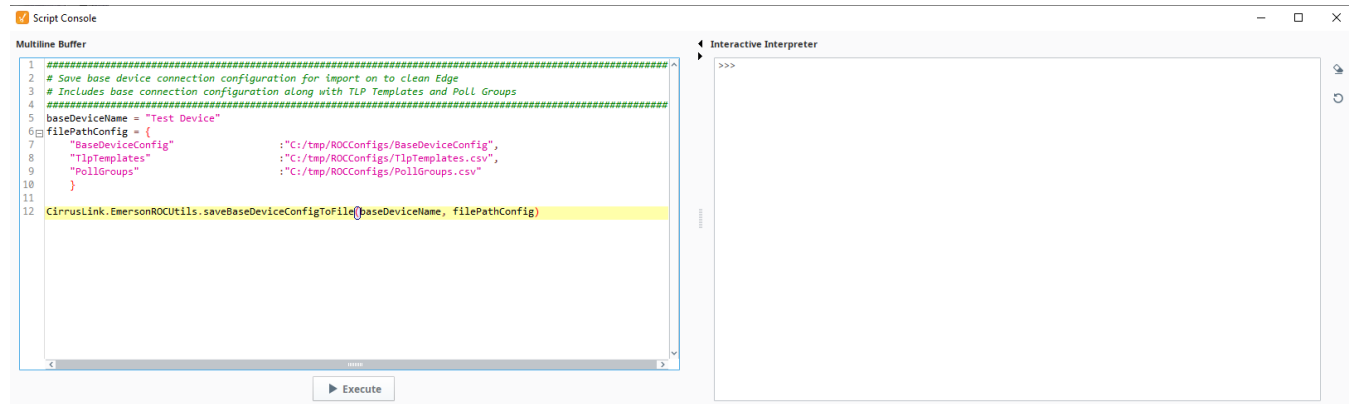 Script Console
Multiline Buffer
Interactive Interpreter
1 ##########################################################################################################
2 # Save base device connection configuration for import on to clean Edge
3 # Includes base connection configuration along with TLP Templates and Poll Groups
4 ##########################################################################################################
5 baseDeviceName = "Test Device"
6 filePathConfig = {
7 "BaseDeviceConfig" :"C:/tmp/ROCConfigs/BaseDeviceConfig",
8 "TlpTemplates" :"C:/tmp/ROCConfigs/TlpTemplates.csv",
9 "PollGroups" :"C:/tmp/ROCConfigs/PollGroups.csv"
10 }
11
12 CirrusLink.EmersonROCUtils.saveBaseDeviceConfigToFile(baseDeviceName, filePathConfig)
>>>
Execute